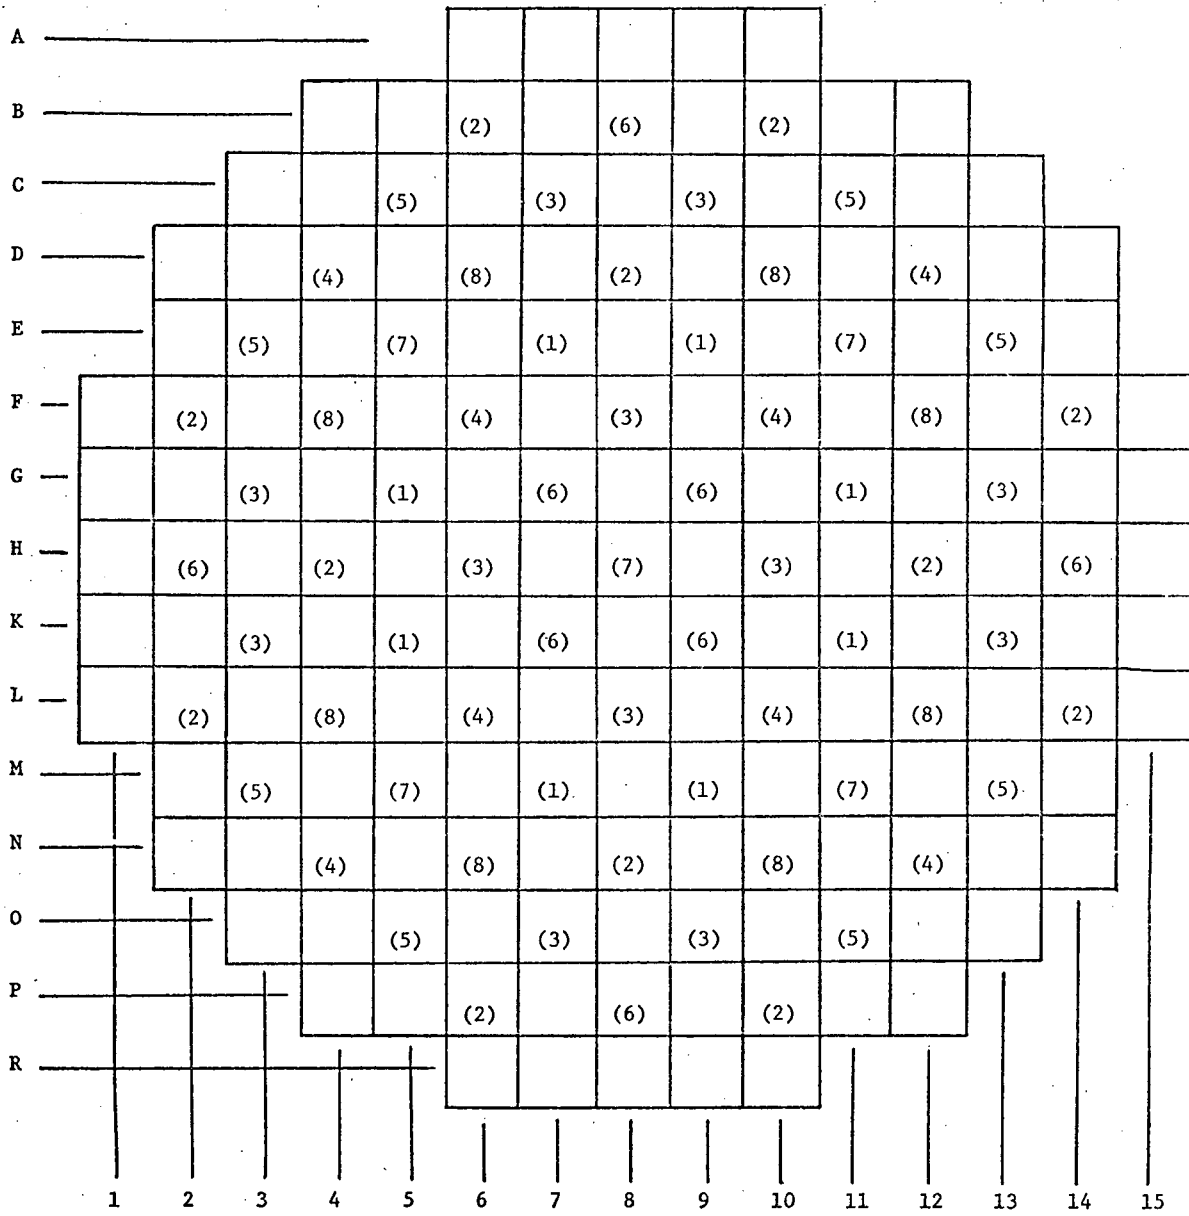 A
B (2) (6) (2)
C (5) (3) (3) (5)
D (4) (8) (2) (8) (4)
E (5) (7) (1) (1) (7) (5)
F (2) (8) (4) (3) (4) (8) (2)
G (3) (1) (6) (6) (1) (3)
H (6) (2) (3) (7) (3) (2) (6)
K (3) (1) (6) (6) (1) (3)
L (2) (8) (4) (3) (4) (8) (2)
M (5) (7) (1) (1) (7) (5)
N (4) (8) (2) (8) (4)
O (5) (3) (3) (5)
P (2) (6) (2)
R
1 2 3 4 5 6 7 8 9 10 11 12 13 14 15